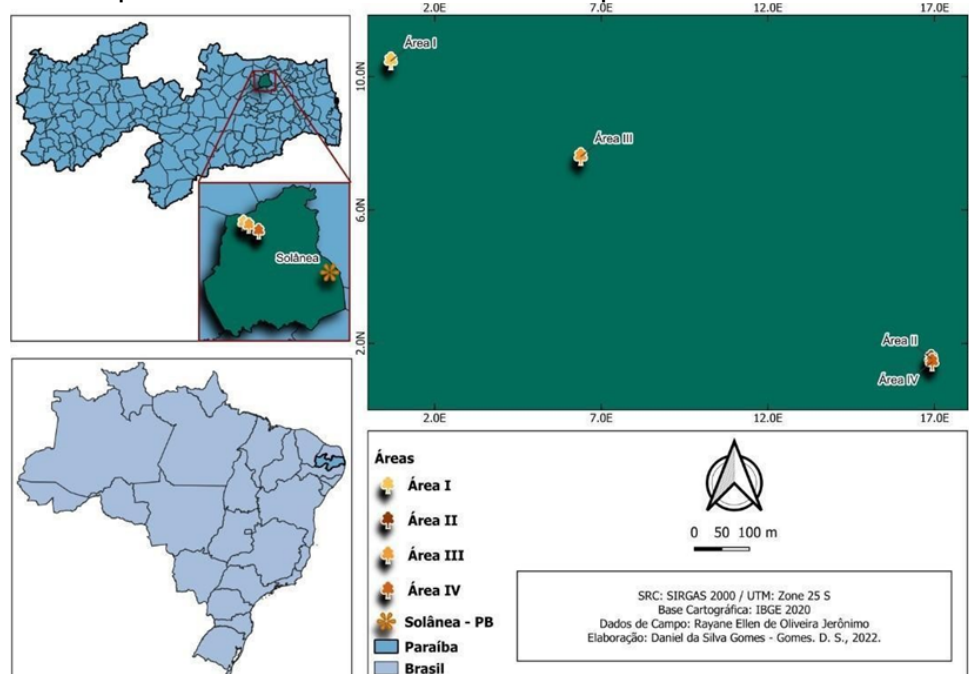 2.0E 7.0E 12.0E 17.0E
Área I
10.0N
Área III
6.0N
Solânea
2.0N
Área II
Área IV
2.0E 7.0E 12.0E 17.0E
Áreas
Área I
Área II
Área III
Área IV
Solânea - PB
Paraíba
Brasil
0 50 100 m
SRC: SIRGAS 2000 / UTM: Zone 25 S
Base Cartográfica: IBGE 2020
Dados de Campo: Rayane Ellen de Oliveira Jerônimo
Elaboração: Daniel da Silva Gomes - Gomes. D. S., 2022.